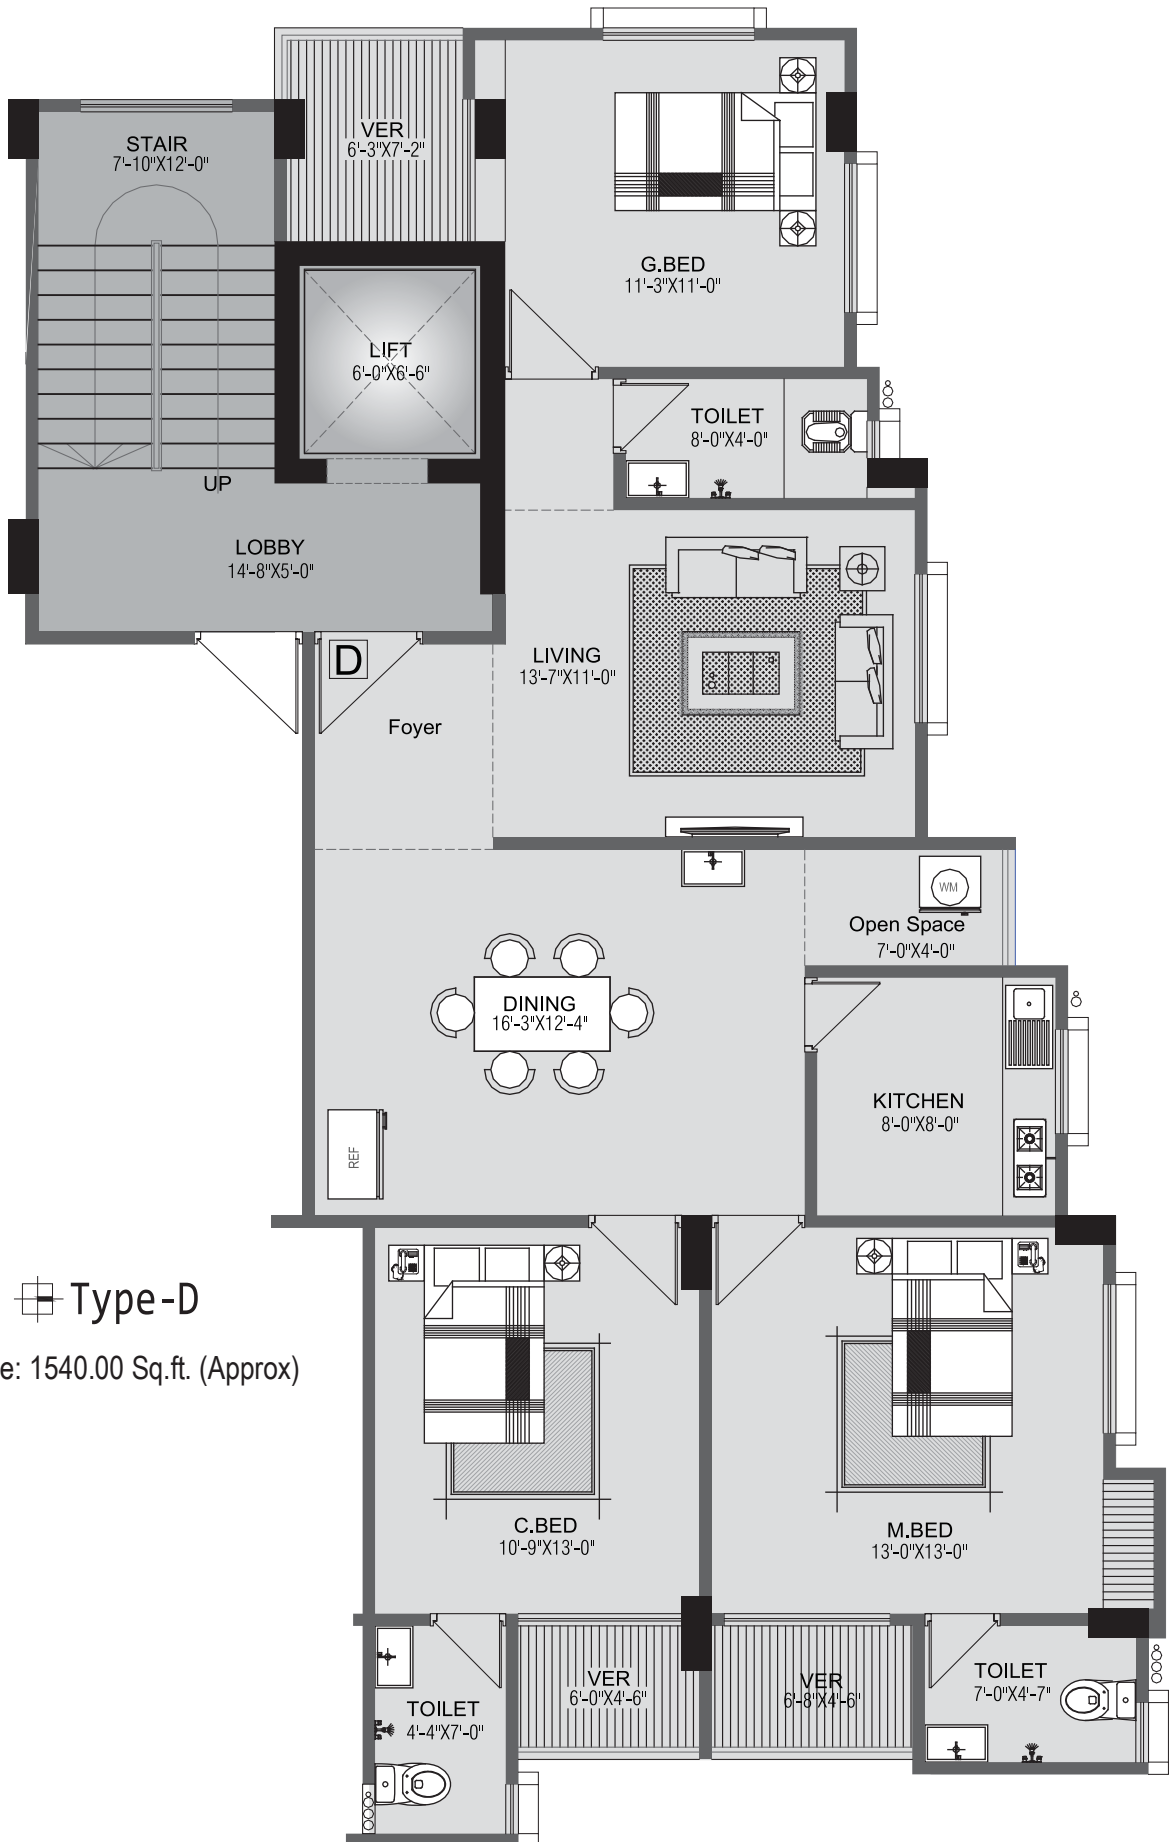 STAIR
7'-10"X12'-0"
VER
6'-3"X7'-2"
G.BED
11'-3"X11'-0"
LIFT
6'-0"X6'-6"
TOILET
8'-0"X4'-0"
UP
LOBBY
14'-8"X5'-0"
D
LIVING
13'-7"X11'-0"
Foyer
WM
Open Space
7'-0"X4'-0"
DINING
16'-3"X12'-4"
KITCHEN
8'-0"X8'-0"
REF
Type-D
e: 1540.00 Sq.ft. (Approx)
C.BED
10'-9"X13'-0"
M.BED
13'-0"X13'-0"
VER
6'-0"X4'-6"
VER
6'-8"X4'-6"
TOILET
7'-0"X4'-7"
TOILET
4'-4"X7'-0"